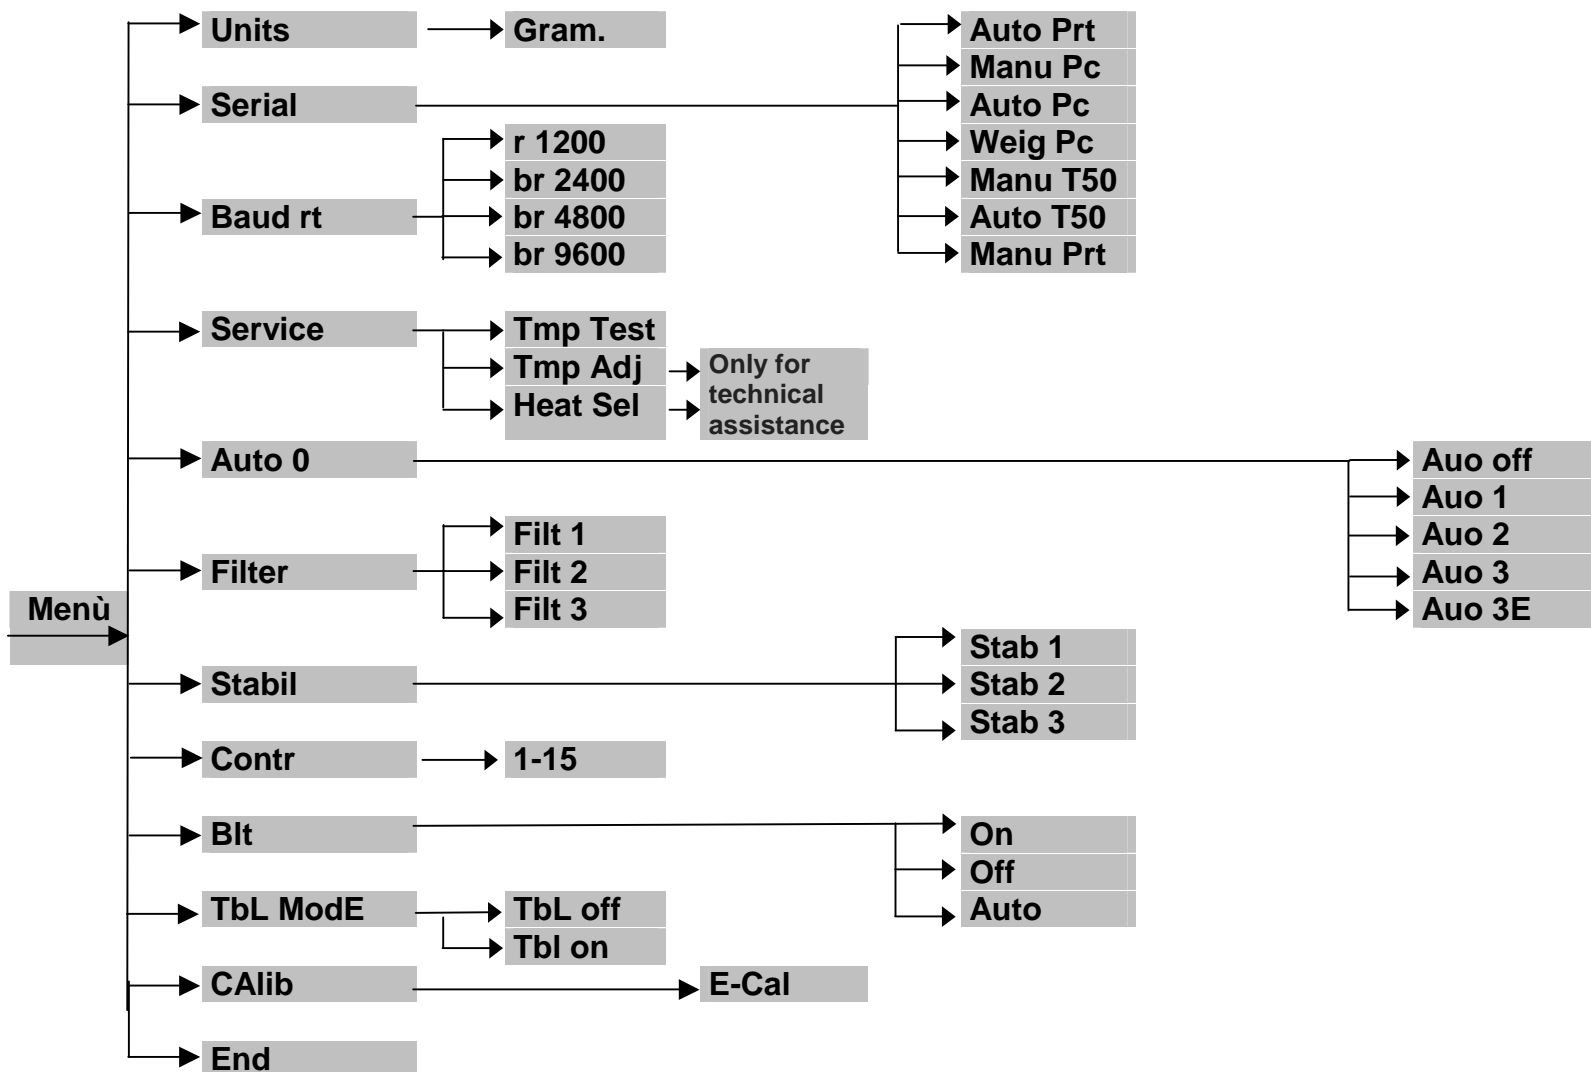 Menù
Units
Gram.
Serial
Auto Prt
Manu Pc
Auto Pc
Weig Pc
Manu T50
Auto T50
Manu Prt
Baud rt
r 1200
br 2400
br 4800
br 9600
Service
Tmp Test
Tmp Adj
Heat Sel
Only for
technical
assistance
Auto 0
Auo off
Auo 1
Auo 2
Auo 3
Auo 3E
Filter
Filt 1
Filt 2
Filt 3
Stabil
Stab 1
Stab 2
Stab 3
Contr
1-15
Blt
On
Off
Auto
TbL ModE
TbL off
Tbl on
CAlib
E-Cal
End